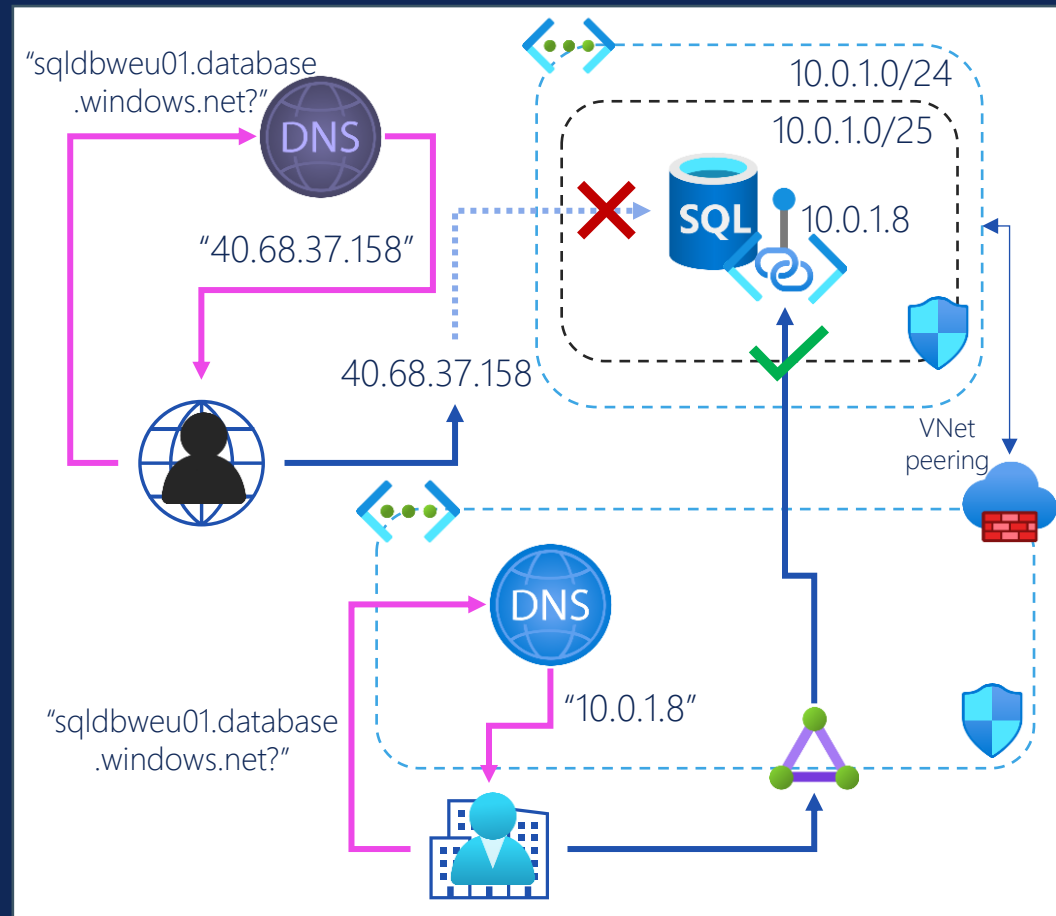 “sqldbweu01.database
.windows.net?”
DNS
“40.68.37.158”
10.0.1.0/24
10.0.1.0/25
SQL
10.0.1.8
40.68.37.158
VNet
peering
DNS
“10.0.1.8”
“sqldbweu01.database
.windows.net?”